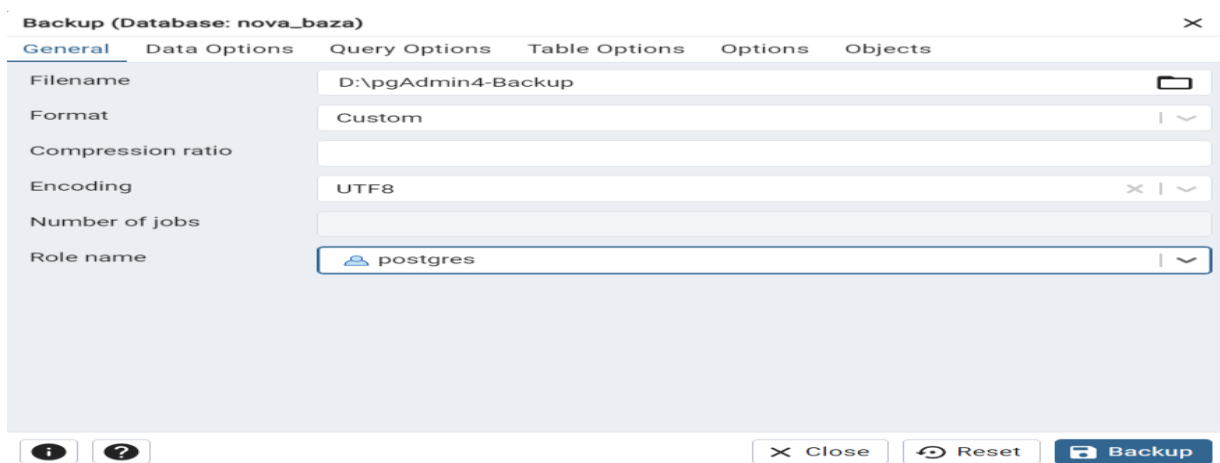 Backup (Database: nova_baza)
General Data Options Query Options Table Options Options Objects
Filename D:\pgAdmin4-Backup
Format Custom
Compression ratio
Encoding UTF8
Number of jobs
Role name postgres
Close Reset Backup